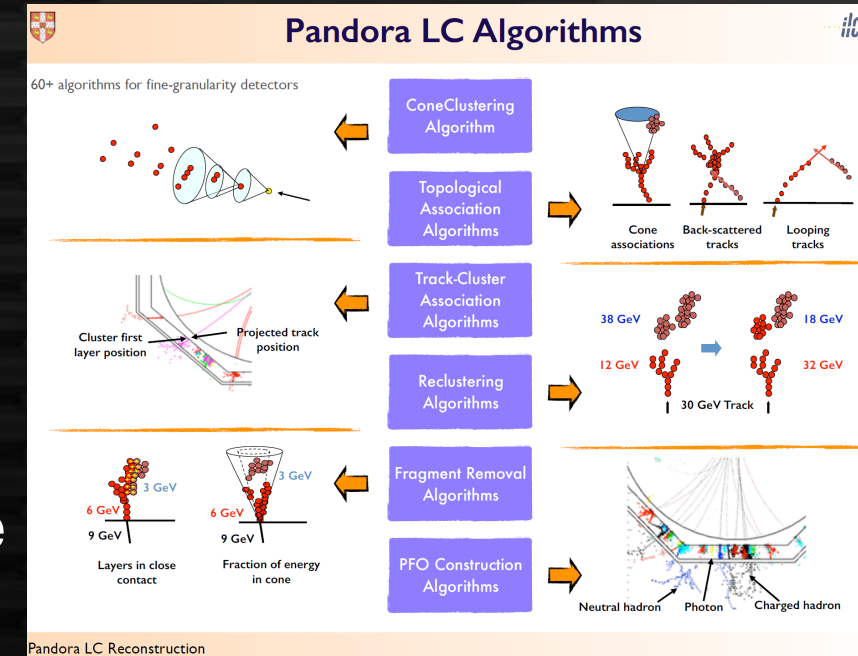 Pandora LC Algorithms
60+ algorithms for fine-granularity detectors
ConeClustering
Algorithm
Topological
Association
Algorithms
Cone
associations
Back-scattered
tracks
Looping
tracks
Track-Cluster
Association
Algorithms
Cluster first
layer position
Projected track
position
38 GeV
18 GeV
12 GeV
32 GeV
30 GeV Track
Reclustering
Algorithms
Fragment Removal
Algorithms
3 GeV
6 GeV
9 GeV
Layers in close
contact
3 GeV
6 GeV
9 GeV
Fraction of energy
in cone
PFO Construction
Algorithms
Neutral hadron
Photon
Charged hadron
Pandora LC Reconstruction